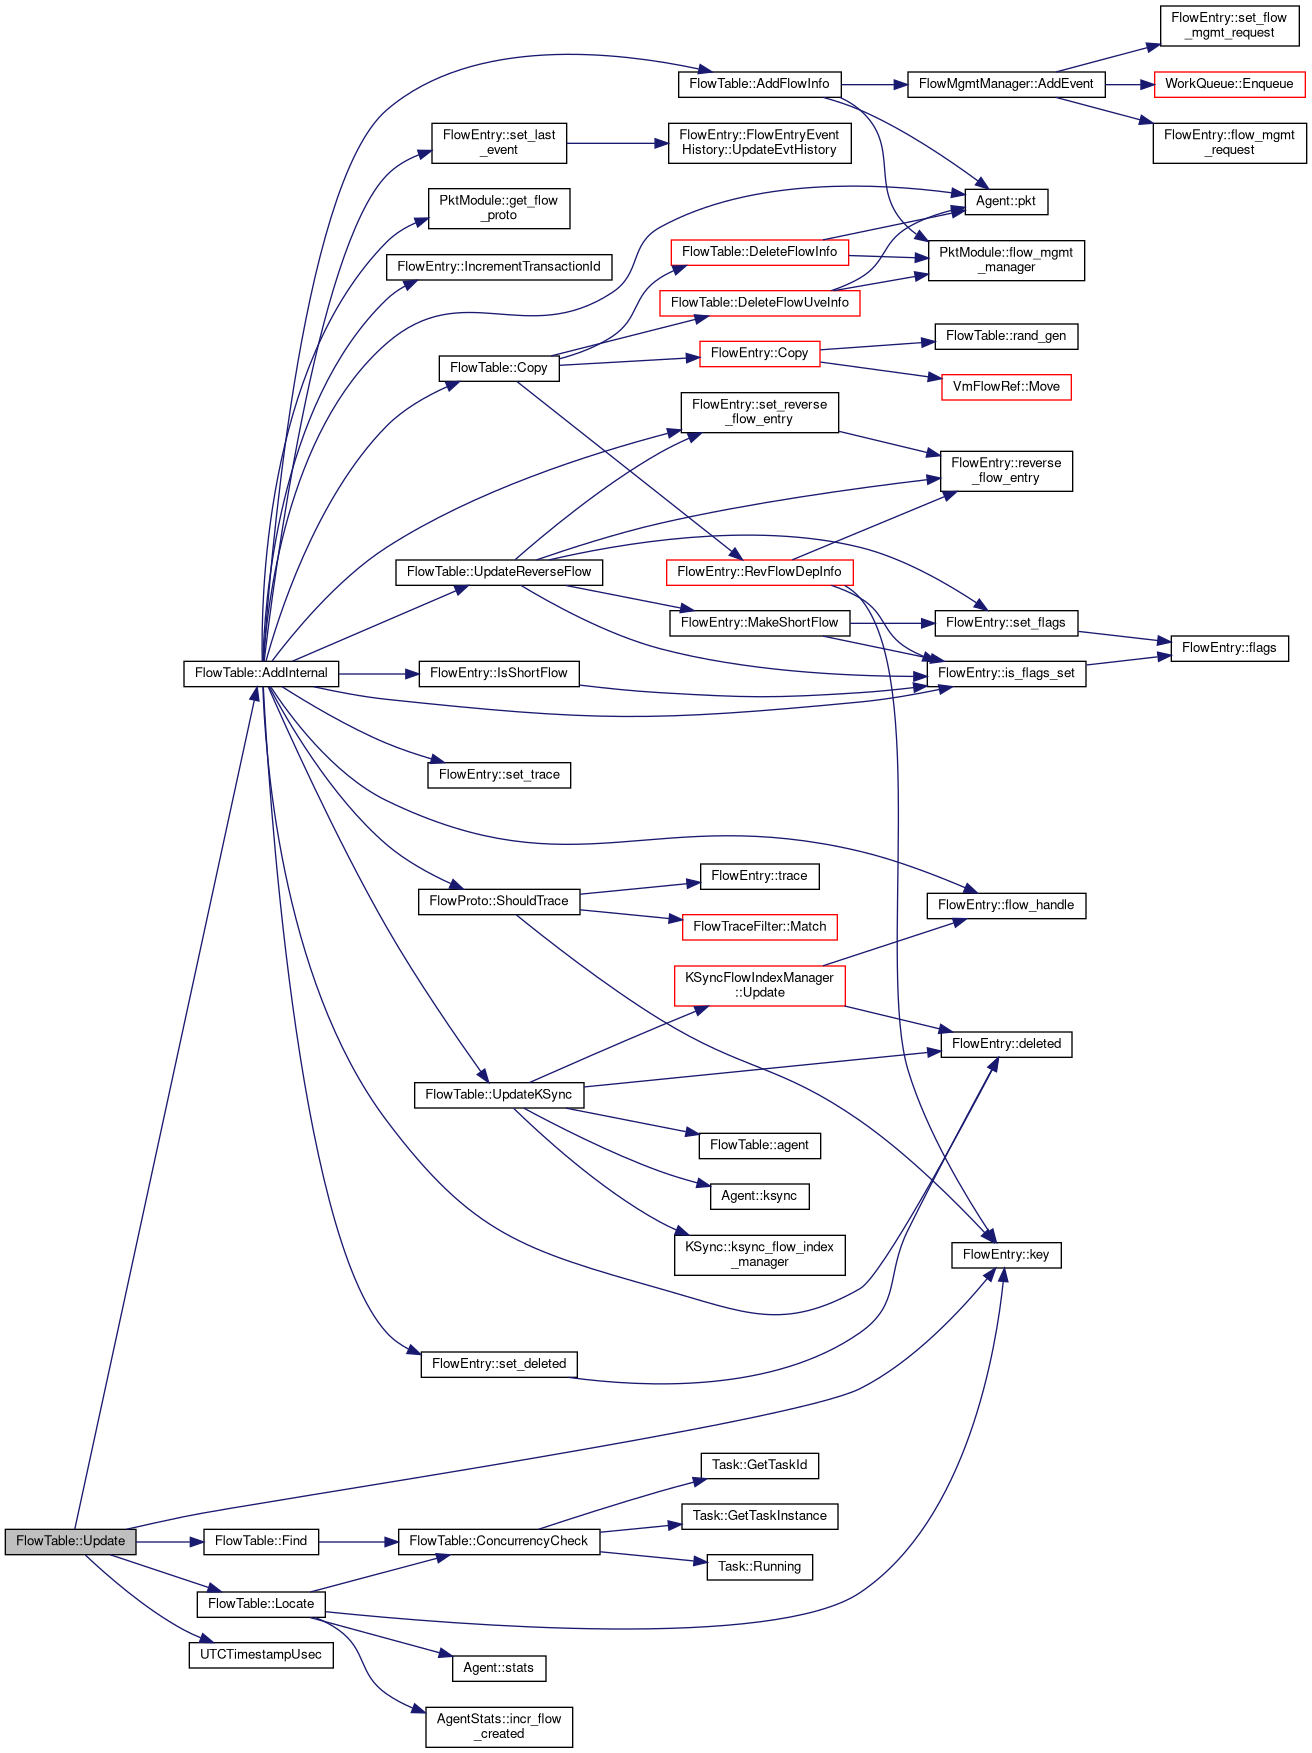 FlowEntry::set_flow
_mgmt_request
FlowTable::AddFlowInfo
FlowMgmtManager::AddEvent
WorkQueue::Enqueue
FlowEntry::set_last
_event
FlowEntry::FlowEntryEvent
History::UpdateEvtHistory
FlowEntry::flow_mgmt
_request
PktModule::get_flow
_proto
Agent::pkt
FlowEntry::IncrementTransactionId
FlowTable::DeleteFlowInfo
PktModule::flow_mgmt
_manager
FlowTable::DeleteFlowUveInfo
FlowTable::rand_gen
FlowTable::Copy
FlowEntry::Copy
VmFlowRef::Move
FlowEntry::set_reverse
_flow_entry
FlowEntry::reverse
_flow_entry
FlowTable::UpdateReverseFlow
FlowEntry::RevFlowDepInfo
FlowEntry::MakeShortFlow
FlowEntry::set_flags
FlowEntry::flags
FlowTable::AddInternal
FlowEntry::IsShortFlow
FlowEntry::is_flags_set
FlowEntry::set_trace
FlowEntry::trace
FlowProto::ShouldTrace
FlowEntry::flow_handle
FlowTraceFilter::Match
KSyncFlowIndexManager
::Update
FlowEntry::deleted
FlowTable::UpdateKSync
FlowTable::agent
Agent::ksync
KSync::ksync_flow_index
_manager
FlowEntry::key
FlowEntry::set_deleted
Task::GetTaskId
Task::GetTaskInstance
FlowTable::Update
FlowTable::Find
FlowTable::ConcurrencyCheck
Task::Running
FlowTable::Locate
UTCTimestampUsec
Agent::stats
AgentStats::incr_flow
_created